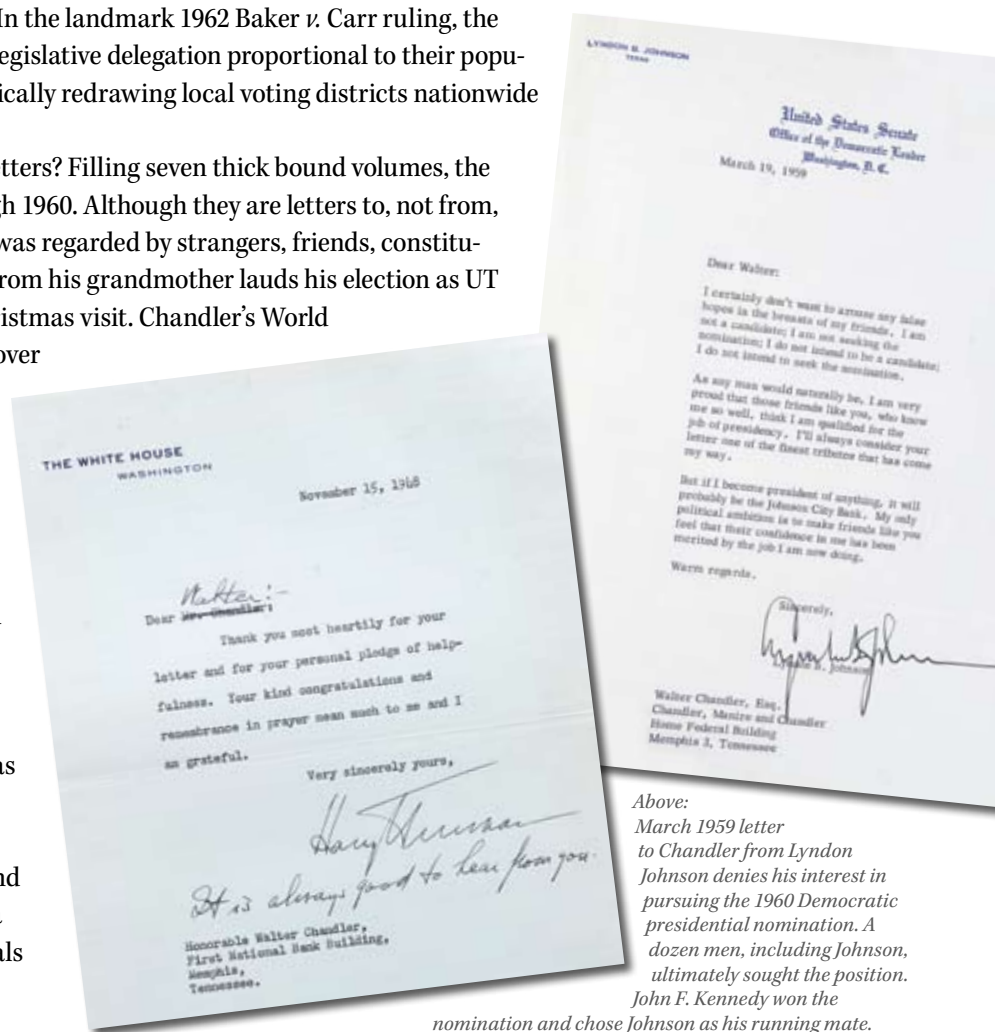 In the landmark 1962 Baker v. Carr ruling, the
egislative delegation proportional to their popu-
ically redrawing local voting districts nationwide
etters? Filling seven thick bound volumes, the
gh 1960. Although they are letters to, not from,
was regarded by strangers, friends, constitu-
rom his grandmother lauds his election as UT
ristmas visit. Chandler's World
over
as
nd
als
LYNDON B. JOHNSON
TEXAS
United States Senate
Office of the Democratic Leader
Washington, D. C.
March 19, 1959
Dear Walter:
I certainly don't want to arouse any false
hopes in the breasts of my friends. I am
not a candidate; I am not seeking the
nomination; I do not intend to be a candidate;
I do not intend to seek the nomination.
As any man would naturally be, I am very
proud that those friends like you, who know
me so well, think I am qualified for the
job of presidency. I'll always consider your
letter one of the finest tributes that has come
my way.
But if I become president of anything, it will
probably be the Johnson City Bank. My only
political ambition is to make friends like you
feel that their confidence in me has been
merited by the job I am now doing.
Warm regards.
Sincerely,
Lyndon B. Johnson
Walter Chandler, Esq.
Chandler, Manire and Chandler
Home Federal Building
Memphis 3, Tennessee
THE WHITE HOUSE
WASHINGTON
November 15, 1948
Walter:-
Dear Mr. Chandler:
Thank you most heartily for your
letter and for your personal pledge of help-
fulness. Your kind congratulations and
remembrance in prayer mean much to me and I
am grateful.
Very sincerely yours,
Harry Truman
It is always good to hear from you.
Honorable Walter Chandler,
First National Bank Building,
Memphis,
Tennessee.
Above:
March 1959 letter
to Chandler from Lyndon
Johnson denies his interest in
pursuing the 1960 Democratic
presidential nomination. A
dozen men, including Johnson,
ultimately sought the position.
John F. Kennedy won the
nomination and chose Johnson as his running mate.